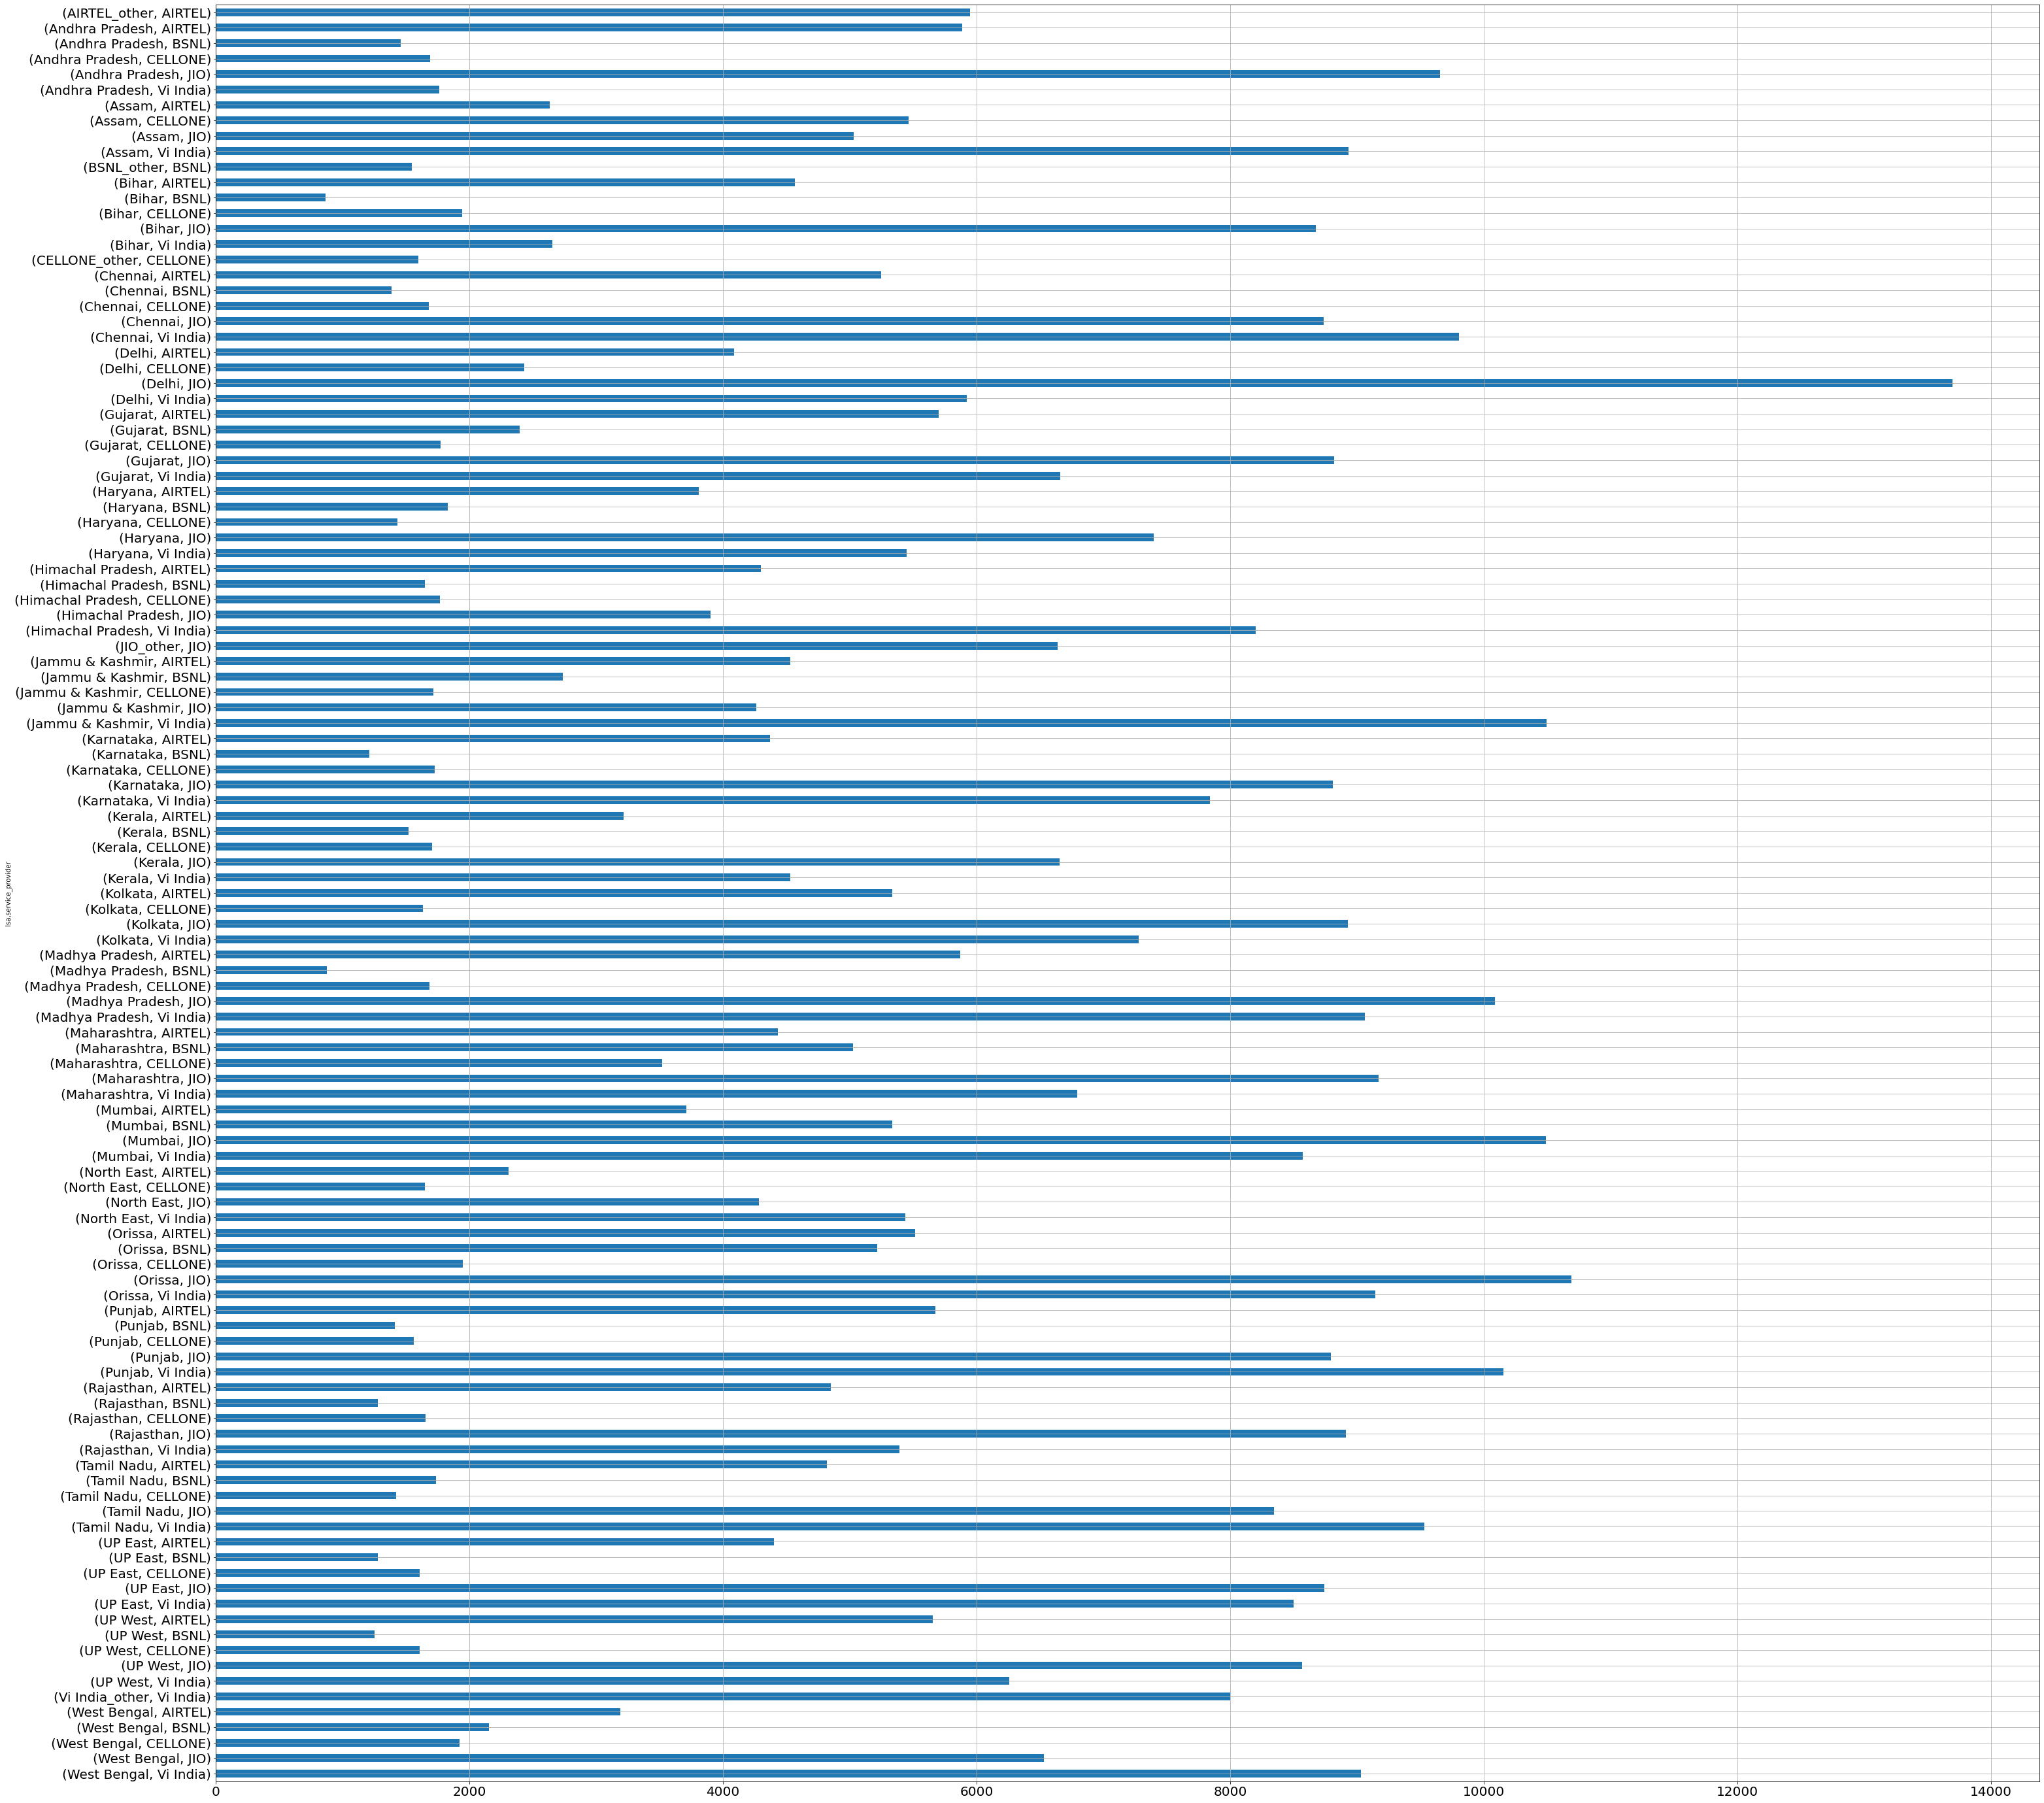 (AIRTEL_other, AIRTEL)
(Andhra Pradesh, AIRTEL)
(Andhra Pradesh, BSNL)
(Andhra Pradesh, CELLONE)
(Andhra Pradesh, JIO)
(Andhra Pradesh, Vi India)
(Assam, AIRTEL)
(Assam, CELLONE)
(Assam, JIO)
(Assam, Vi India)
(BSNL_other, BSNL)
(Bihar, AIRTEL)
(Bihar, BSNL)
(Bihar, CELLONE)
(Bihar, JIO)
(Bihar, Vi India)
(CELLONE_other, CELLONE)
(Chennai, AIRTEL)
(Chennai, BSNL)
(Chennai, CELLONE)
(Chennai, JIO)
(Chennai, Vi India)
(Delhi, AIRTEL)
(Delhi, CELLONE)
(Delhi, JIO)
(Delhi, Vi India)
(Gujarat, AIRTEL)
(Gujarat, BSNL)
(Gujarat, CELLONE)
(Gujarat, JIO)
(Gujarat, Vi India)
(Haryana, AIRTEL)
(Haryana, BSNL)
(Haryana, CELLONE)
(Haryana, JIO)
(Haryana, Vi India)
(Himachal Pradesh, AIRTEL)
(Himachal Pradesh, BSNL)
(Himachal Pradesh, CELLONE)
(Himachal Pradesh, JIO)
(Himachal Pradesh, Vi India)
(JIO_other, JIO)
(Jammu & Kashmir, AIRTEL)
(Jammu & Kashmir, BSNL)
(Jammu & Kashmir, CELLONE)
(Jammu & Kashmir, JIO)
(Jammu & Kashmir, Vi India)
(Karnataka, AIRTEL)
(Karnataka, BSNL)
(Karnataka, CELLONE)
(Karnataka, JIO)
(Karnataka, Vi India)
(Kerala, AIRTEL)
(Kerala, BSNL)
(Kerala, CELLONE)
(Kerala, JIO)
(Kerala, Vi India)
(Kolkata, AIRTEL)
(Kolkata, CELLONE)
(Kolkata, JIO)
(Kolkata, Vi India)
(Madhya Pradesh, AIRTEL)
(Madhya Pradesh, BSNL)
(Madhya Pradesh, CELLONE)
(Madhya Pradesh, JIO)
(Madhya Pradesh, Vi India)
(Maharashtra, AIRTEL)
(Maharashtra, BSNL)
(Maharashtra, CELLONE)
(Maharashtra, JIO)
(Maharashtra, Vi India)
(Mumbai, AIRTEL)
(Mumbai, BSNL)
(Mumbai, JIO)
(Mumbai, Vi India)
(North East, AIRTEL)
(North East, CELLONE)
(North East, JIO)
(North East, Vi India)
(Orissa, AIRTEL)
(Orissa, BSNL)
(Orissa, CELLONE)
(Orissa, JIO)
(Orissa, Vi India)
(Punjab, AIRTEL)
(Punjab, BSNL)
(Punjab, CELLONE)
(Punjab, JIO)
(Punjab, Vi India)
(Rajasthan, AIRTEL)
(Rajasthan, BSNL)
(Rajasthan, CELLONE)
(Rajasthan, JIO)
(Rajasthan, Vi India)
(Tamil Nadu, AIRTEL)
(Tamil Nadu, BSNL)
(Tamil Nadu, CELLONE)
(Tamil Nadu, JIO)
(Tamil Nadu, Vi India)
(UP East, AIRTEL)
(UP East, BSNL)
(UP East, CELLONE)
(UP East, JIO)
(UP East, Vi India)
(UP West, AIRTEL)
(UP West, BSNL)
(UP West, CELLONE)
(UP West, JIO)
(UP West, Vi India)
(Vi India_other, Vi India)
(West Bengal, AIRTEL)
(West Bengal, BSNL)
(West Bengal, CELLONE)
(West Bengal, JIO)
(West Bengal, Vi India)
lsa,service_provider
0 2000 4000 6000 8000 10000 12000 14000